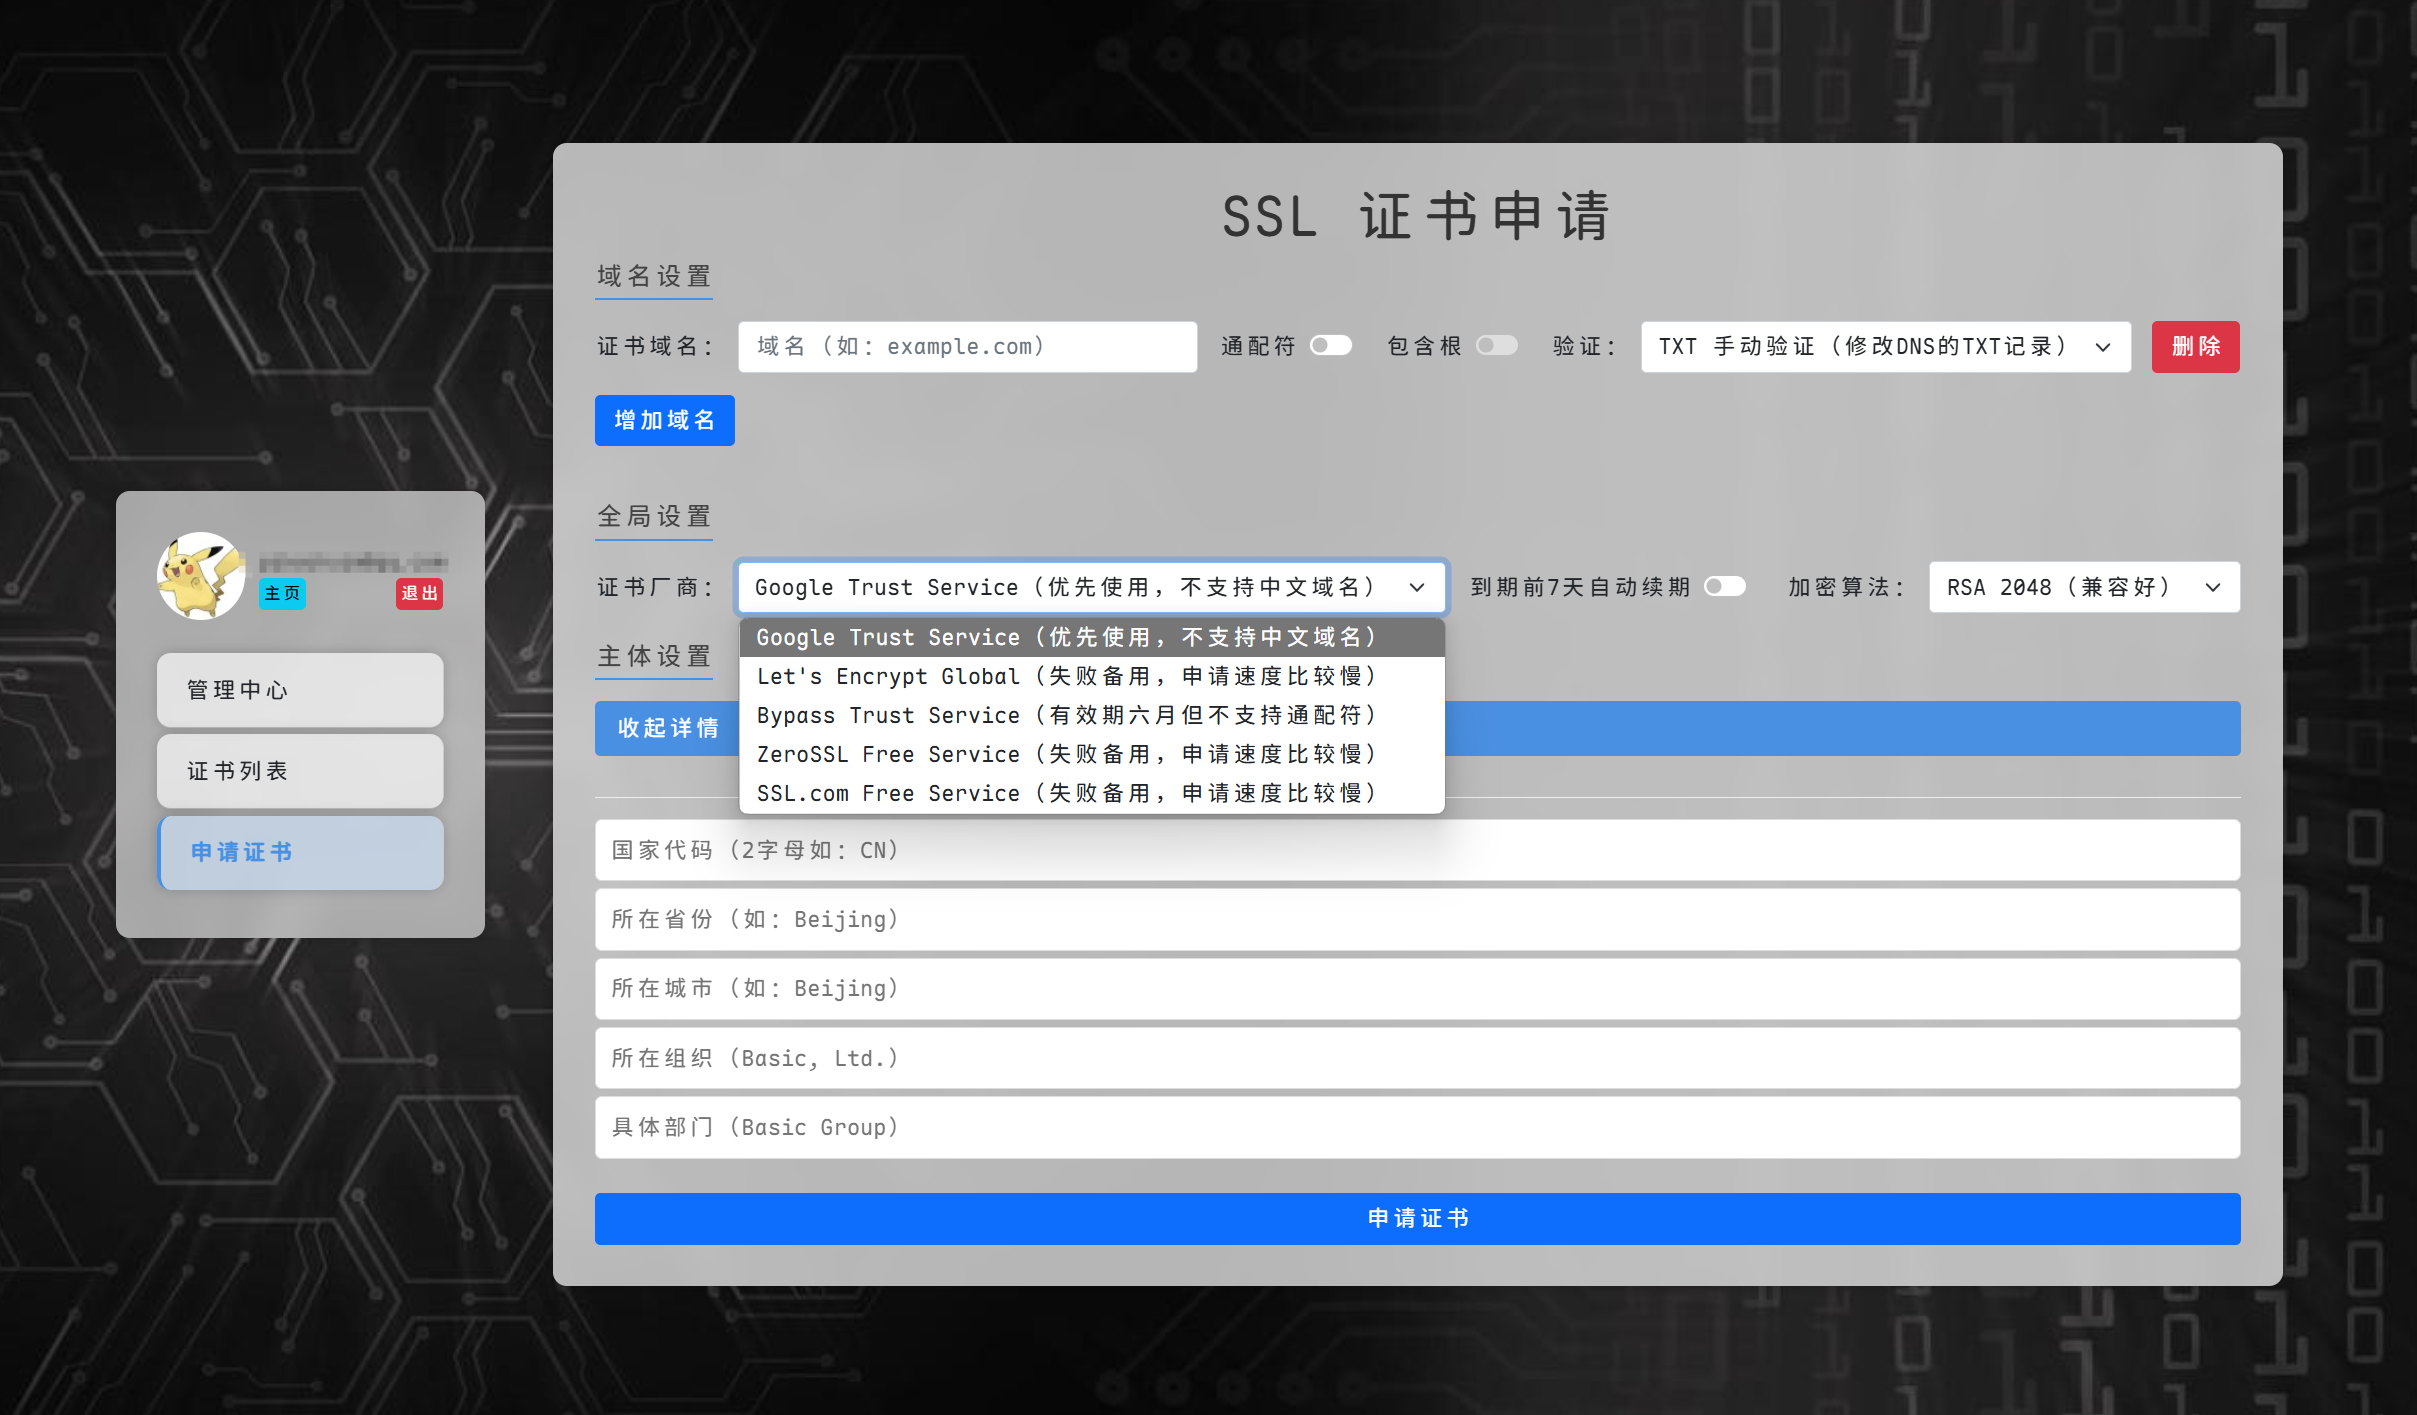 主页
退出
管理中心
证书列表
申请证书
SSL 证书申请
域名设置
证书域名： 域名（如：example.com） 通配符 包含根 验证： TXT 手动验证（修改DNS的TXT记录） 删除
增加域名
全局设置
证书厂商： Google Trust Service（优先使用，不支持中文域名） 到期前7天自动续期 加密算法： RSA 2048（兼容好）
Google Trust Service（优先使用，不支持中文域名）
主体设置
Let's Encrypt Global（失败备用，申请速度比较慢）
Bypass Trust Service（有效期六月但不支持通配符）
收起详情
ZeroSSL Free Service（失败备用，申请速度比较慢）
SSL.com Free Service（失败备用，申请速度比较慢）
国家代码（2字母如：CN）
所在省份（如：Beijing）
所在城市（如：Beijing）
所在组织（Basic, Ltd.）
具体部门（Basic Group）
申请证书